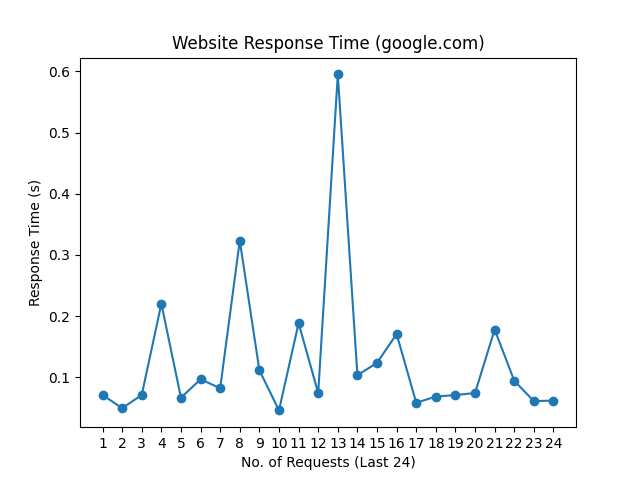 Website Response Time (google.com)
Response Time (s)
0.6
0.5
0.4
0.3
0.2
0.1
1 2 3 4 5 6 7 8 9 10 11 12 13 14 15 16 17 18 19 20 21 22 23 24
No. of Requests (Last 24)